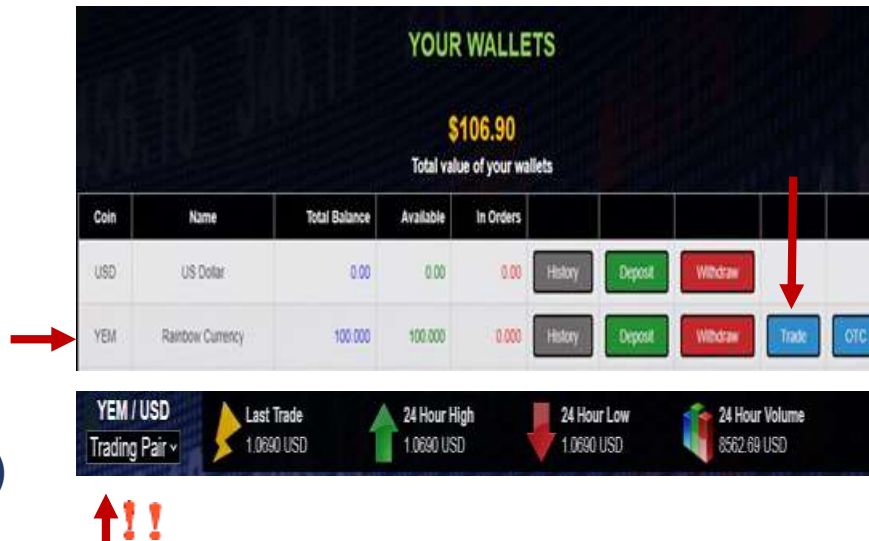 YOUR WALLETS
$106.90
Total value of your wallets
Coin Name Total Balance Available In Orders
USD US Dollar 0.00 0.00 0.00 History Deposit Withdraw
YEM Rainbow Currency 100.000 100.000 0.000 History Deposit Withdraw Trade OTC
YEM / USD Last Trade 24 Hour High 24 Hour Low 24 Hour Volume
Trading Pair 1.0690 USD 1.0690 USD 1.0690 USD 8562.69 USD
!!